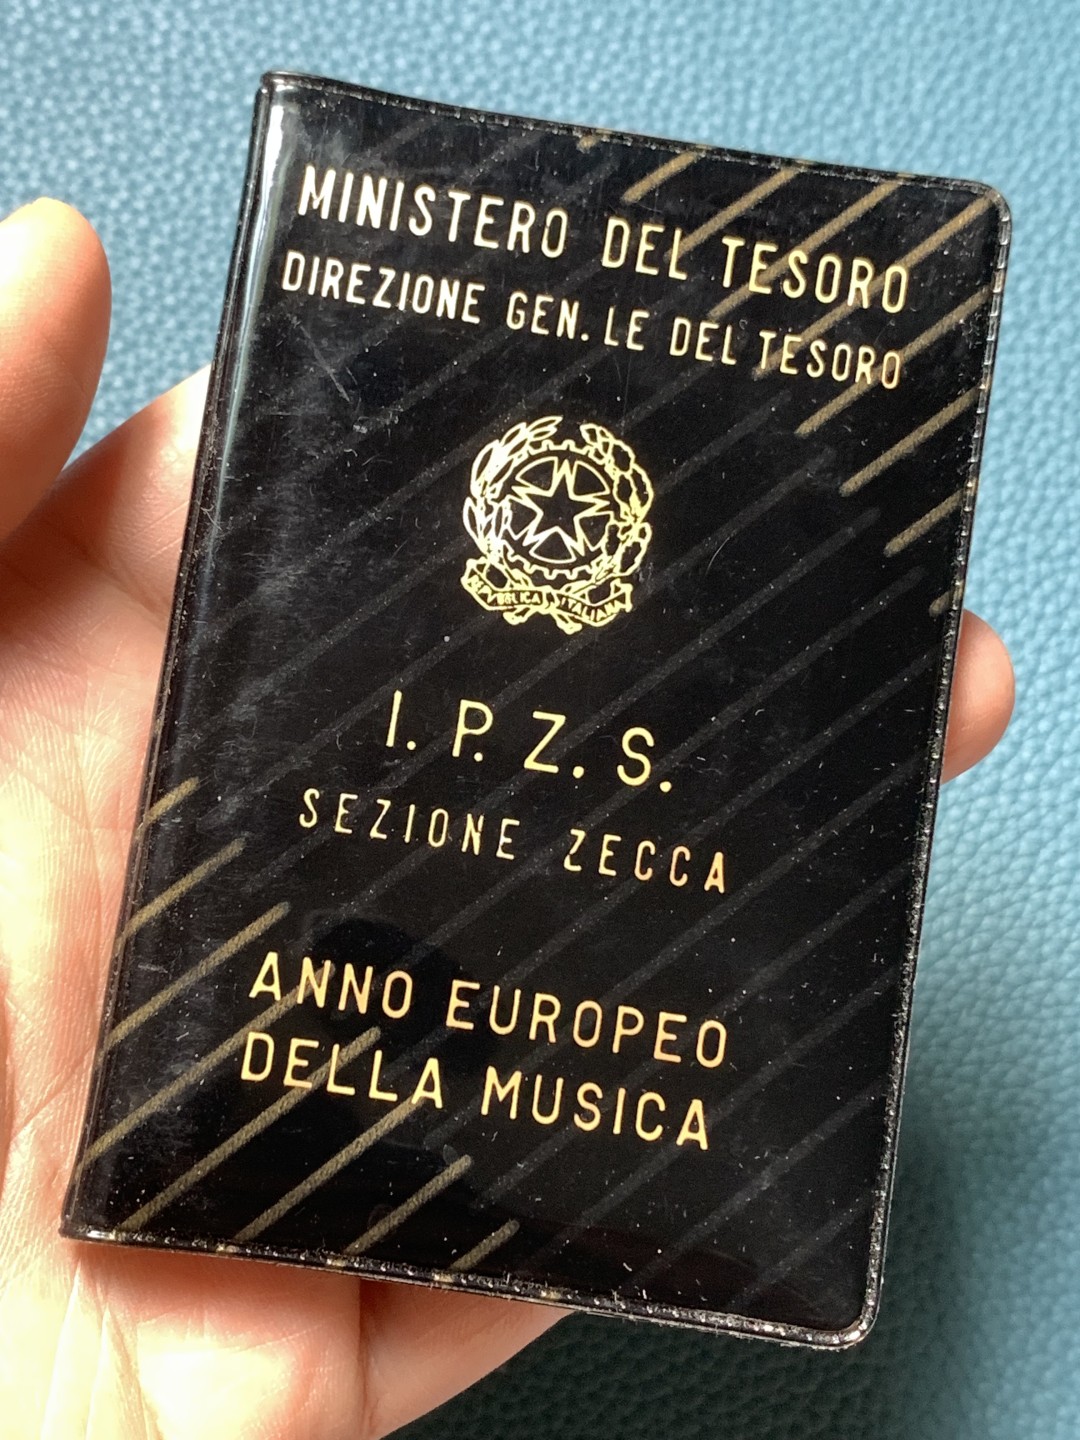 MINISTERO DEL TESORO
DIREZIONE GEN.LE DEL TESORO
REPVBBLICA ITALIANA
I.P.Z.S.
SEZIONE ZECCA
ANNO EUROPEO
DELLA MUSICA